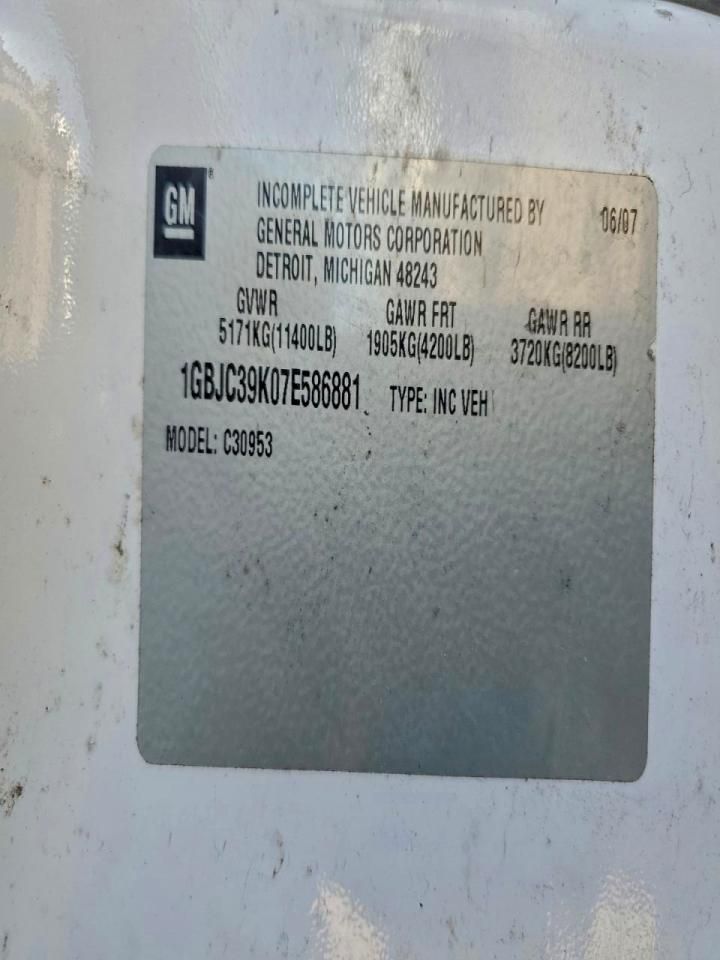 GM®
INCOMPLETE VEHICLE MANUFACTURED BY 06/07
GENERAL MOTORS CORPORATION
DETROIT, MICHIGAN 48243
GVWR GAWR FRT GAWR RR
5171KG(11400LB) 1905KG(4200LB) 3720KG(8200LB)
1GBJC39K07E586881 TYPE: INC VEH
MODEL: C30953